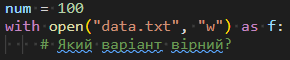 num = 100
with open("data.txt", "w") as f:
    # Який варіант вірний?